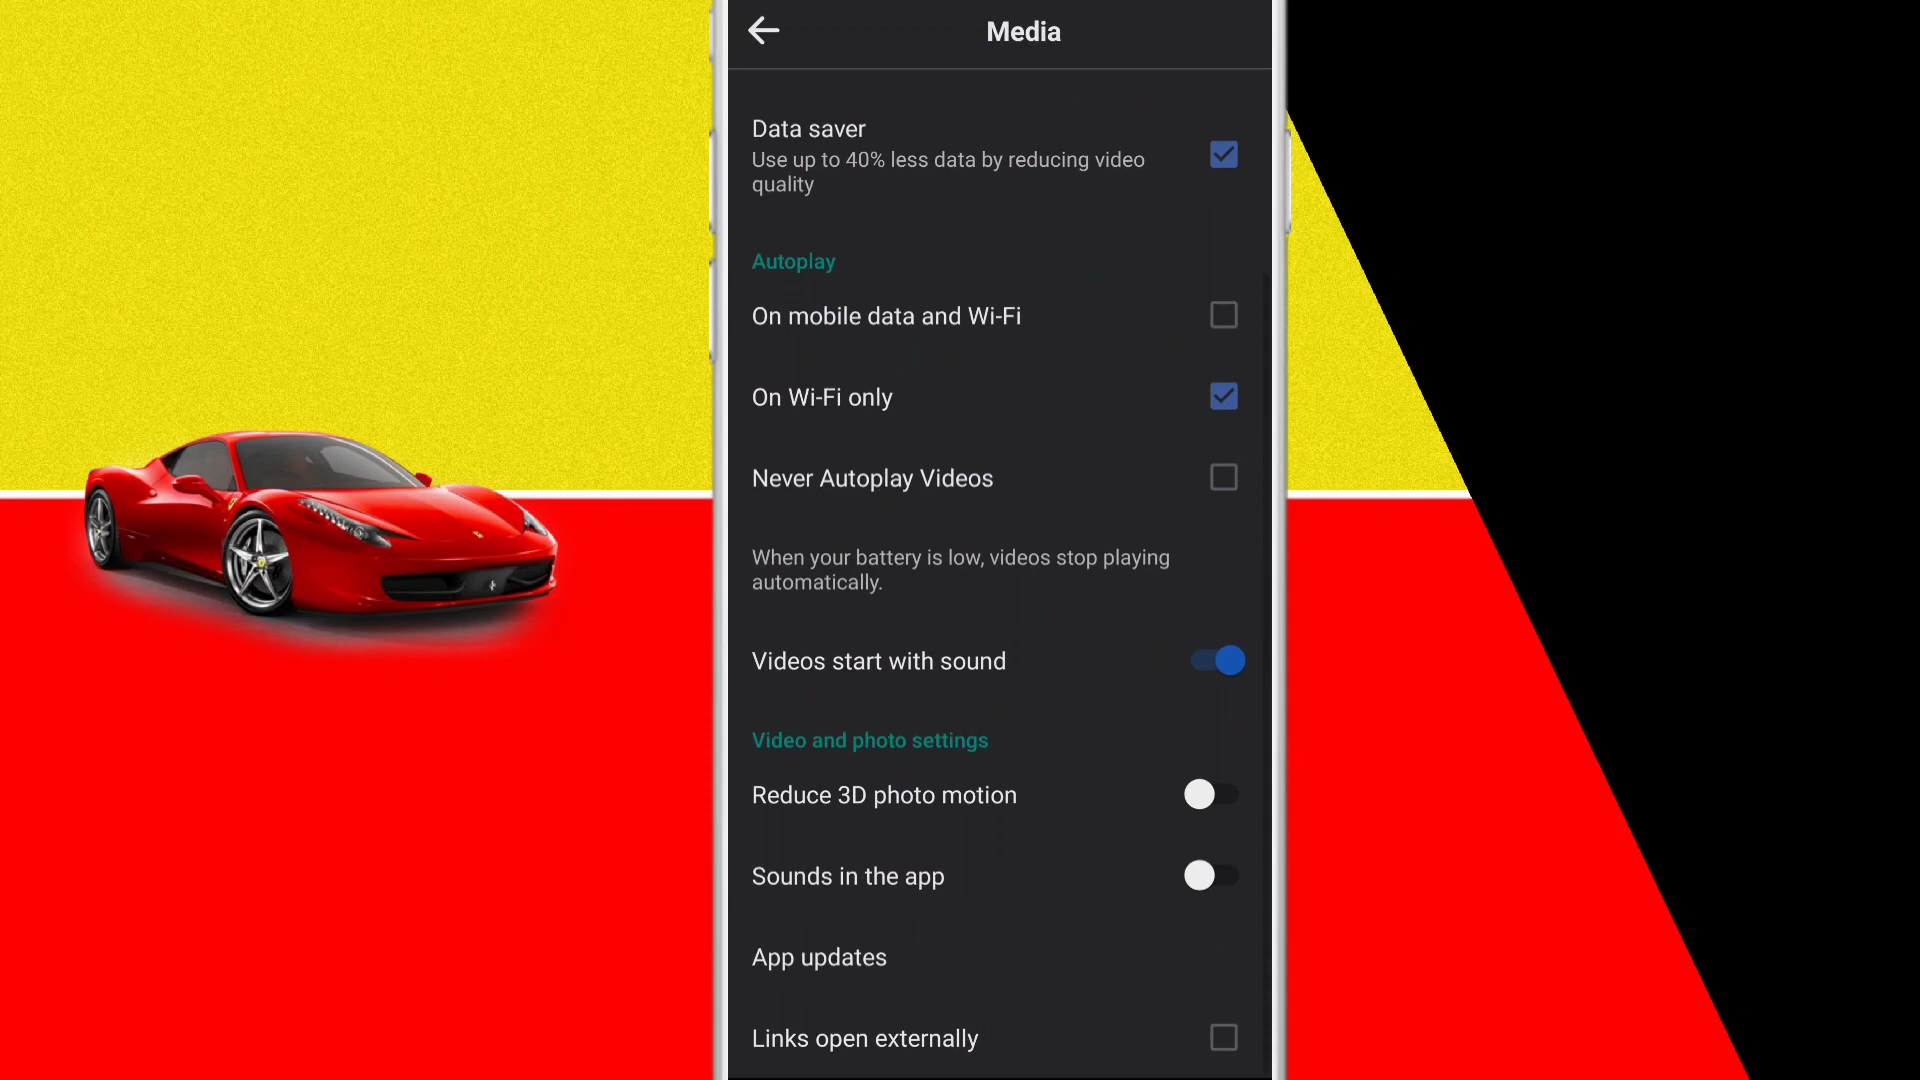 Media
Data saver
Use up to 40% less data by reducing video
quality
Autoplay
On mobile data and Wi-Fi
On Wi-Fi only
Never Autoplay Videos
When your battery is low, videos stop playing
automatically.
Videos start with sound
Video and photo settings
Reduce 3D photo motion
Sounds in the app
App updates
Links open externally